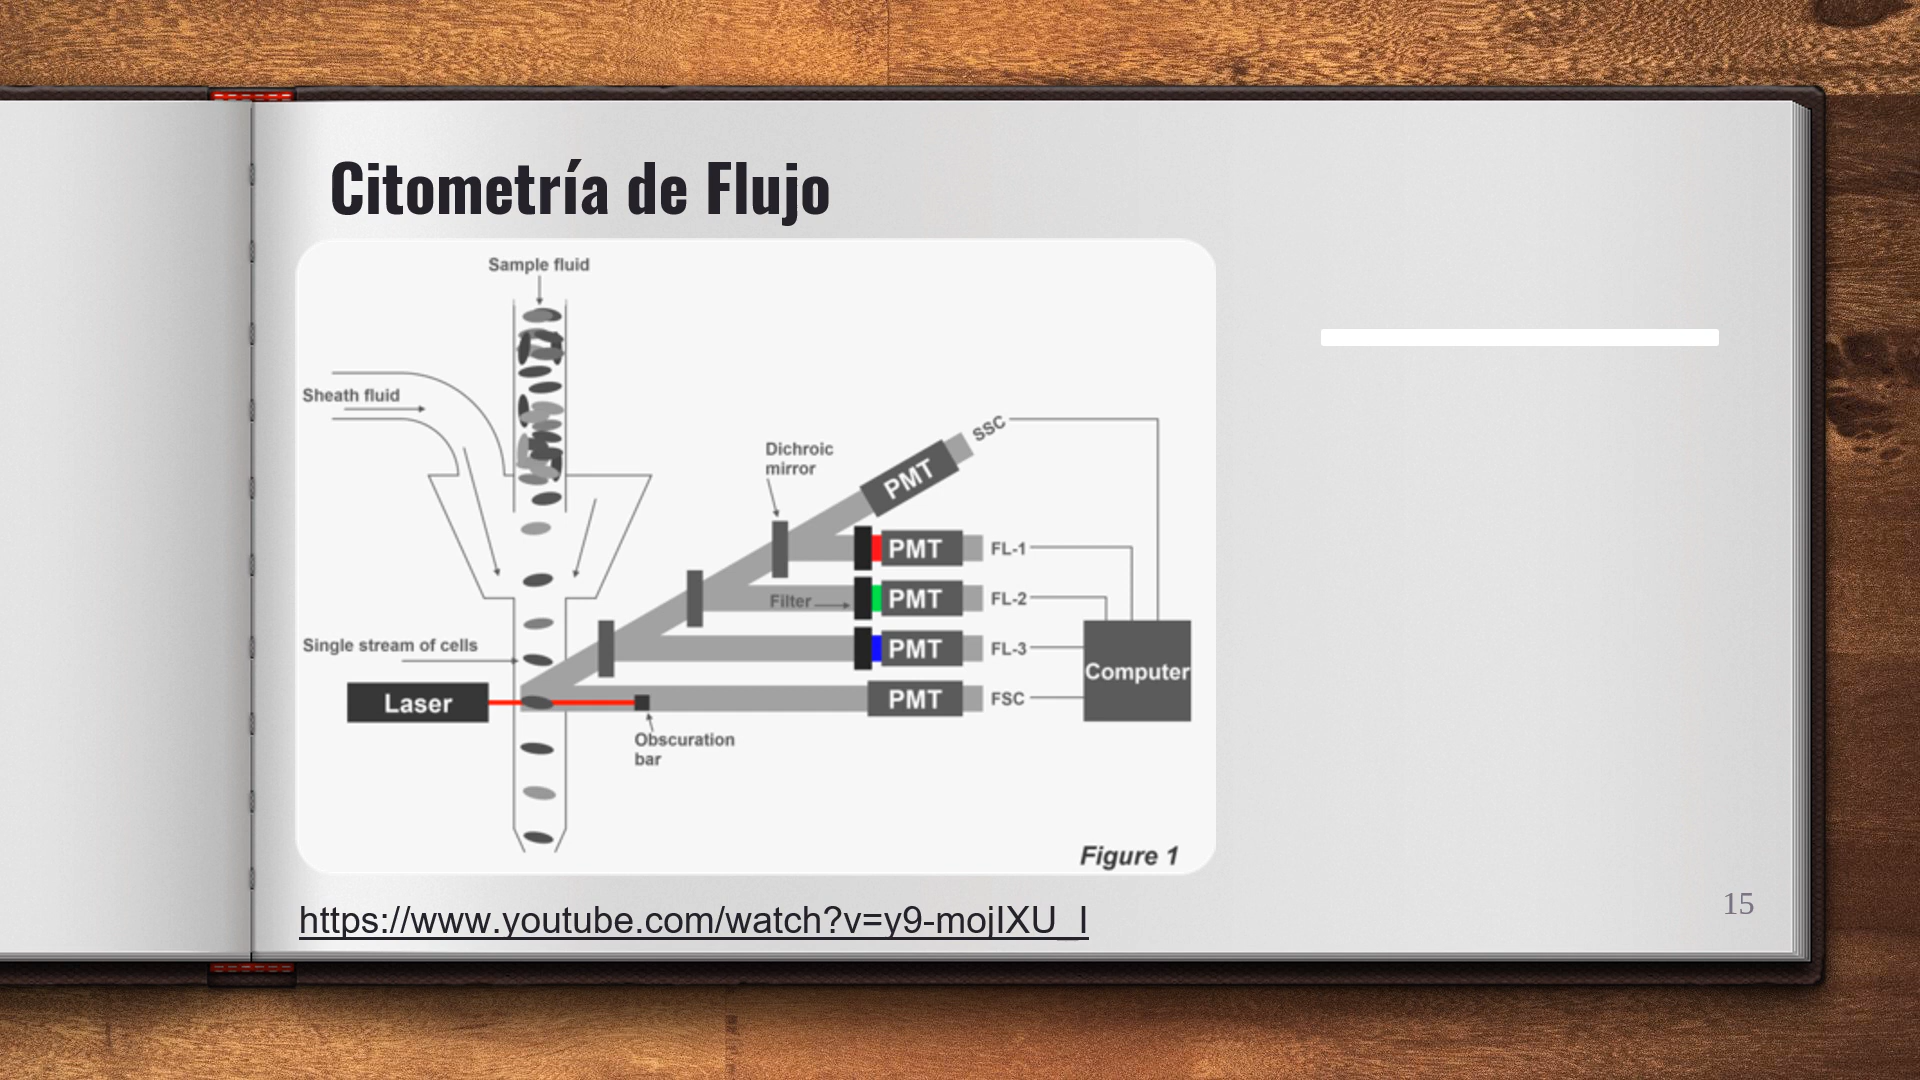 Citometría de Flujo
Sample fluid
Sheath fluid
Dichroic
mirror
SSC
PMT
PMT
FL-1
Filter
PMT
FL-2
Single stream of cells
PMT
FL-3
Computer
Laser
PMT
FSC
Obscuration
bar
Figure 1
https://www.youtube.com/watch?v=y9-mojIXU_I
15